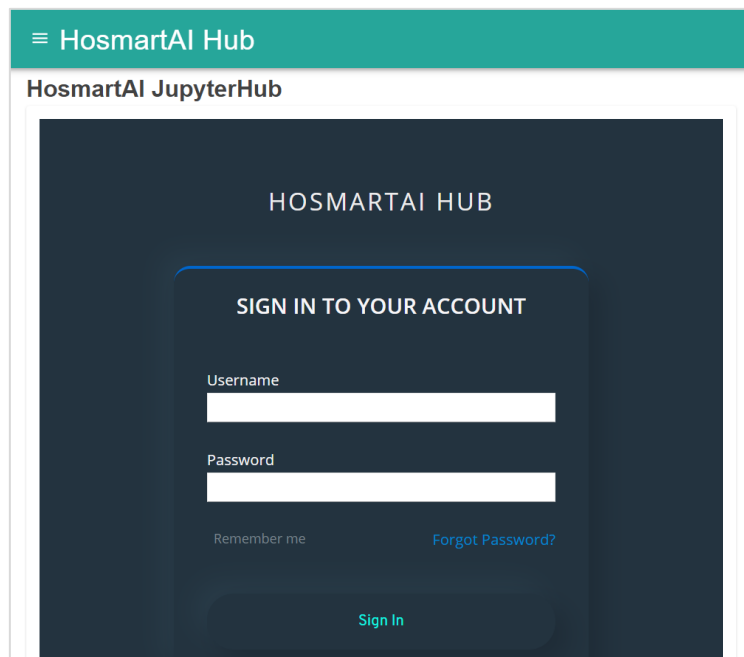 HosmartAI Hub
HosmartAI JupyterHub
HOSMARTAI HUB
SIGN IN TO YOUR ACCOUNT
Username
Password
Remember me Forgot Password?
Sign In